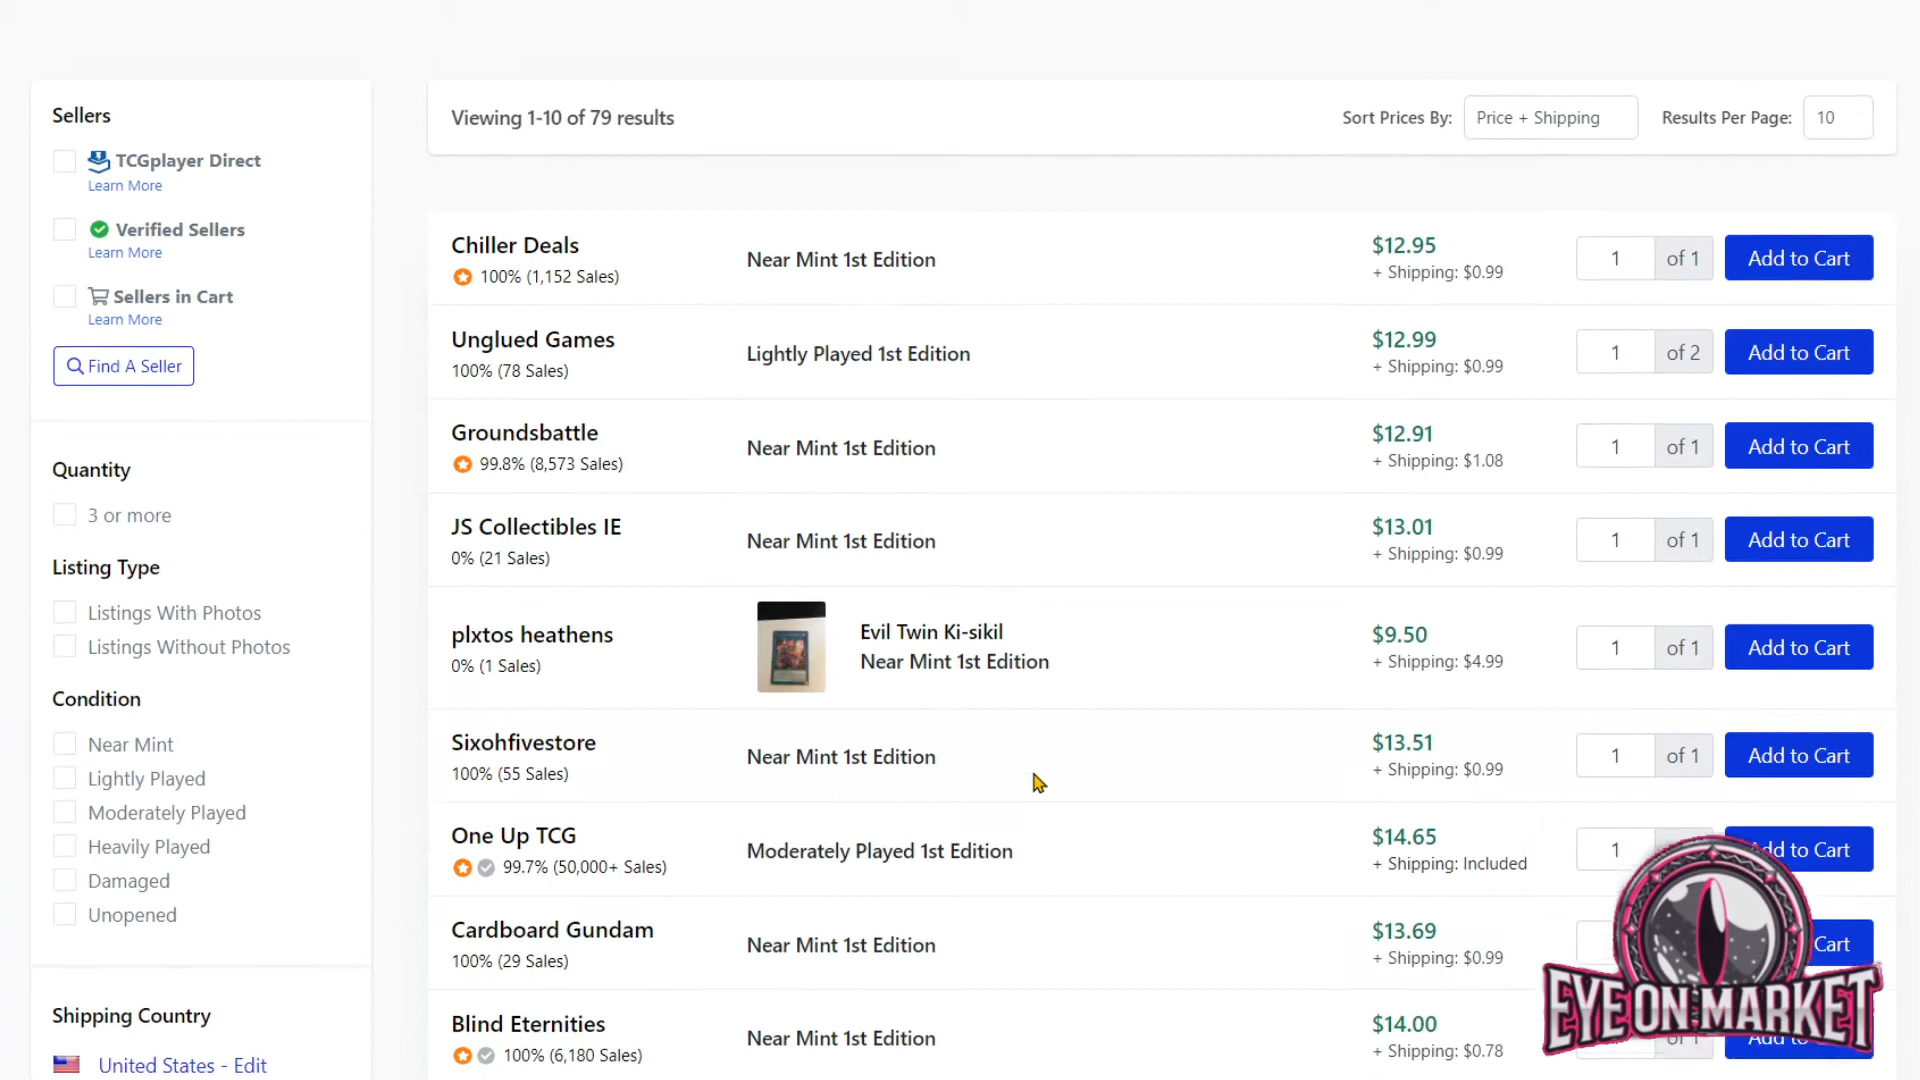 Sellers
TCGplayer Direct
Learn More
Verified Sellers
Learn More
Sellers in Cart
Learn More
Find A Seller
Quantity
3 or more
Listing Type
Listings With Photos
Listings Without Photos
Condition
Near Mint
Lightly Played
Moderately Played
Heavily Played
Damaged
Unopened
Shipping Country
United States - Edit
Viewing 1-10 of 79 results
Sort Prices By: Price + Shipping Results Per Page: 10
Chiller Deals
100% (1,152 Sales)
Near Mint 1st Edition
$12.95
+ Shipping: $0.99
1 of 1 Add to Cart
Unglued Games
100% (78 Sales)
Lightly Played 1st Edition
$12.99
+ Shipping: $0.99
1 of 2 Add to Cart
Groundsbattle
99.8% (8,573 Sales)
Near Mint 1st Edition
$12.91
+ Shipping: $1.08
1 of 1 Add to Cart
JS Collectibles IE
0% (21 Sales)
Near Mint 1st Edition
$13.01
+ Shipping: $0.99
1 of 1 Add to Cart
plxtos heathens
0% (1 Sales)
Evil Twin Ki-sikil
Near Mint 1st Edition
$9.50
+ Shipping: $4.99
1 of 1 Add to Cart
Sixohfivestore
100% (55 Sales)
Near Mint 1st Edition
$13.51
+ Shipping: $0.99
1 of 1 Add to Cart
One Up TCG
99.7% (50,000+ Sales)
Moderately Played 1st Edition
$14.65
+ Shipping: Included
1 to Cart
Cardboard Gundam
100% (29 Sales)
Near Mint 1st Edition
$13.69
+ Shipping: $0.99
Cart
Blind Eternities
100% (6,180 Sales)
Near Mint 1st Edition
$14.00
+ Shipping: $0.78
EYE ON MARKET